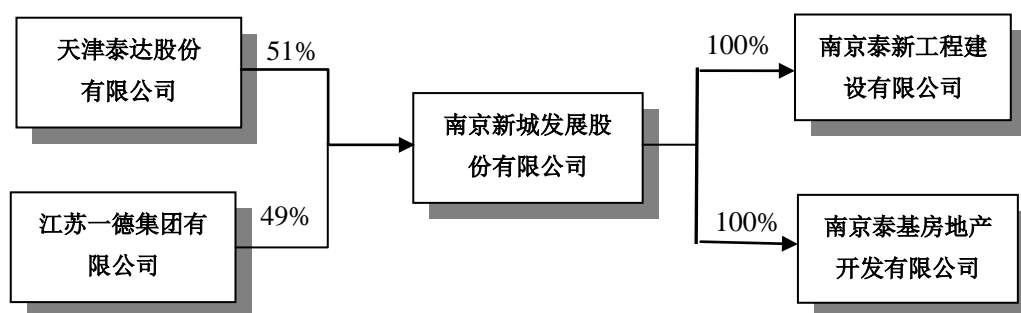 天津泰达股份
有限公司
51%
江苏一德集团有
限公司
49%
南京新城发展股
份有限公司
100%
南京泰新工程建
设有限公司
100%
南京泰基房地产
开发有限公司